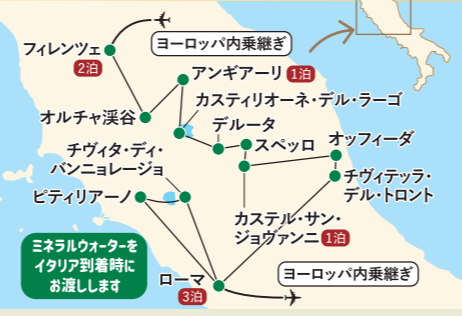 ヨーロッパ内乗継ぎ
フィレンツェ
2泊
アンギアーリ 1泊
カスティリオーネ・デル・ラーゴ
オルチャ渓谷
デルータ
スペッロ
オッフィーダ
チヴィタ・ディ・
バンニョレージョ
チヴィテッラ・
デル・トロント
ピティリアーノ
カステル・サン・
ジョヴァンニ 1泊
ミネラルウォーターを
イタリア到着時に
お渡しします
ローマ
3泊
ヨーロッパ内乗継ぎ